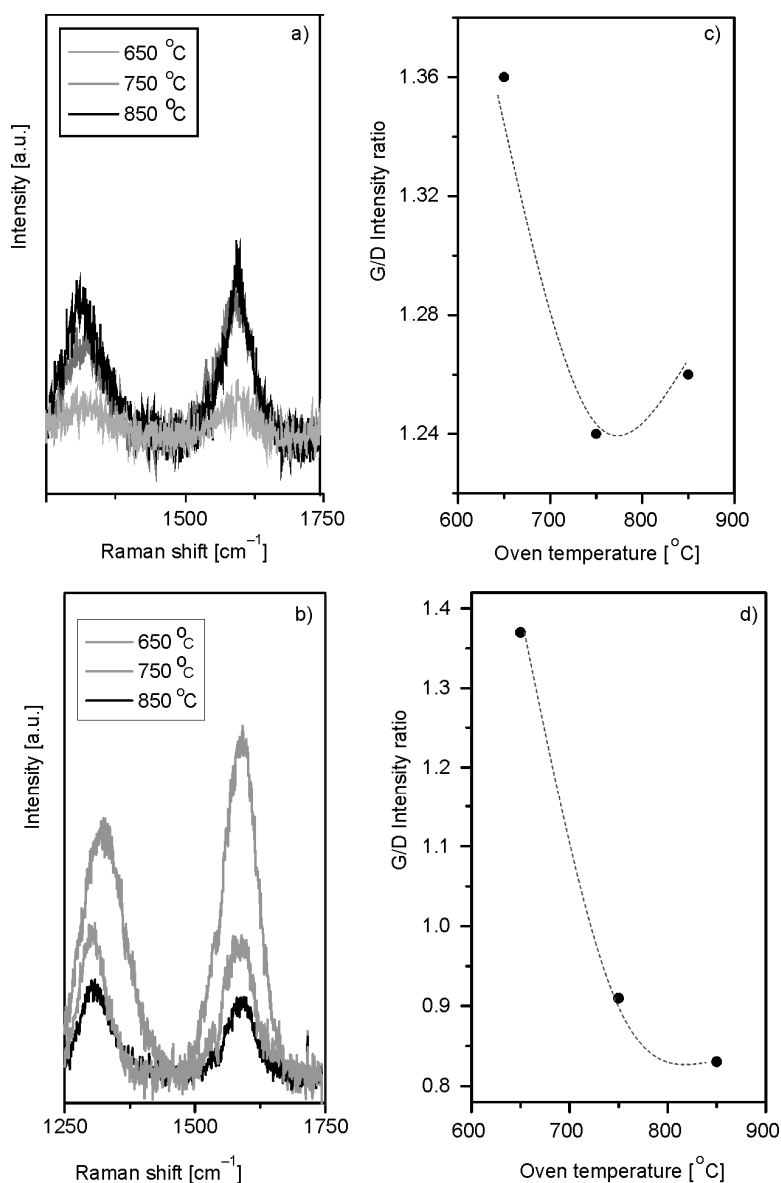 a)
650 °C
750 °C
850 °C
Intensity [a.u.]
1500
1750
Raman shift [cm⁻¹]
c)
1.36
1.32
1.28
1.24
G/D Intensity ratio
600
700
800
900
Oven temperature [°C]
b)
650 °C
750 °C
850 °C
Intensity [a.u.]
1250
1500
1750
Raman shift [cm⁻¹]
d)
1.4
1.3
1.2
1.1
1.0
0.9
0.8
G/D Intensity ratio
600
700
800
900
Oven temperature [°C]